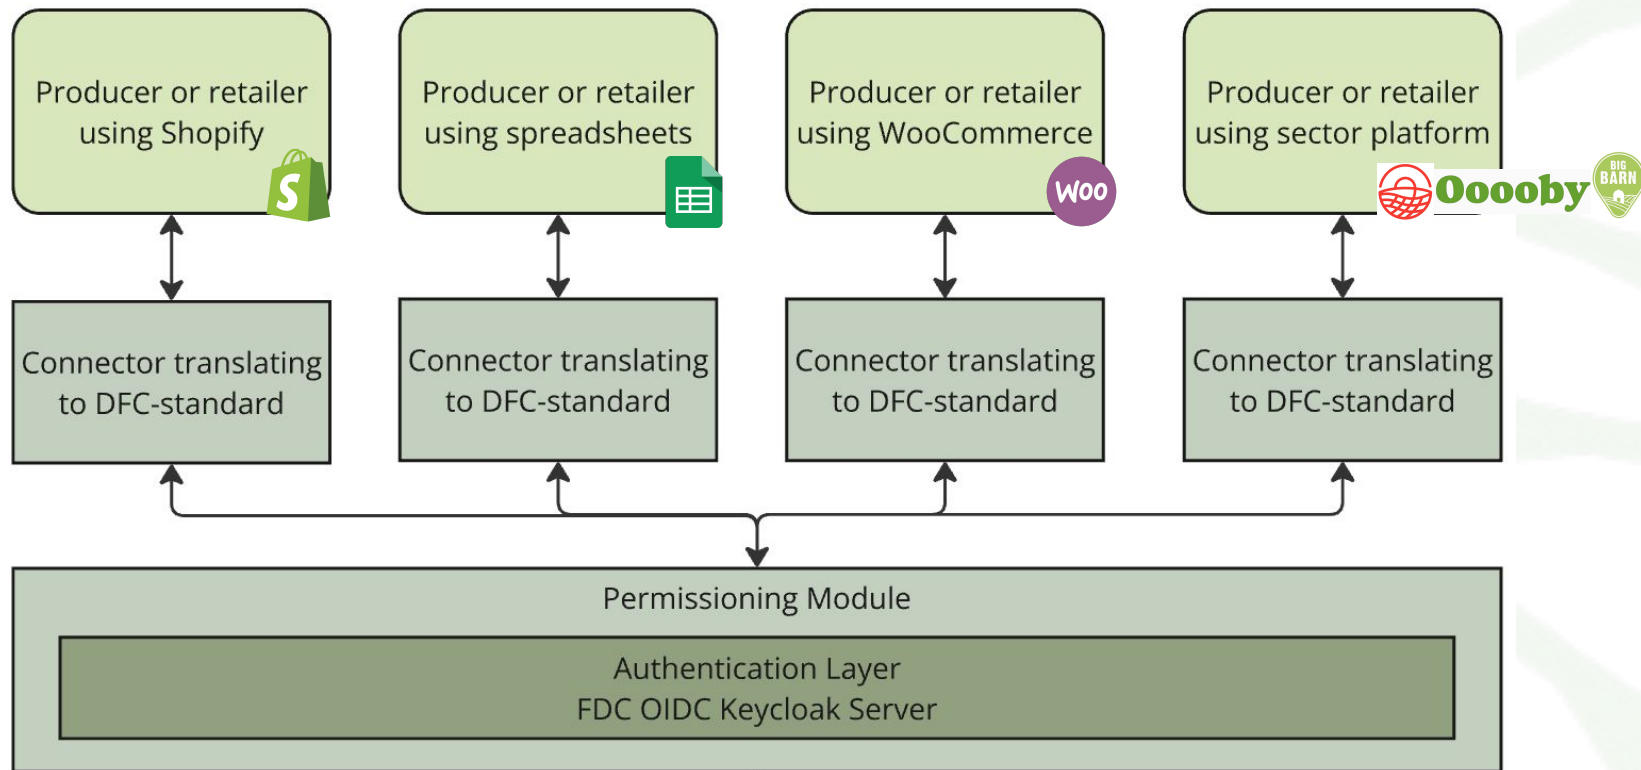 Producer or retailer
using Shopify
S
Producer or retailer
using spreadsheets
Producer or retailer
using WooCommerce
Woo
Producer or retailer
using sector platform
Ooooby
BIG
BARN
Connector translating
to DFC-standard
Connector translating
to DFC-standard
Connector translating
to DFC-standard
Connector translating
to DFC-standard
Permissioning Module
Authentication Layer
FDC OIDC Keycloak Server